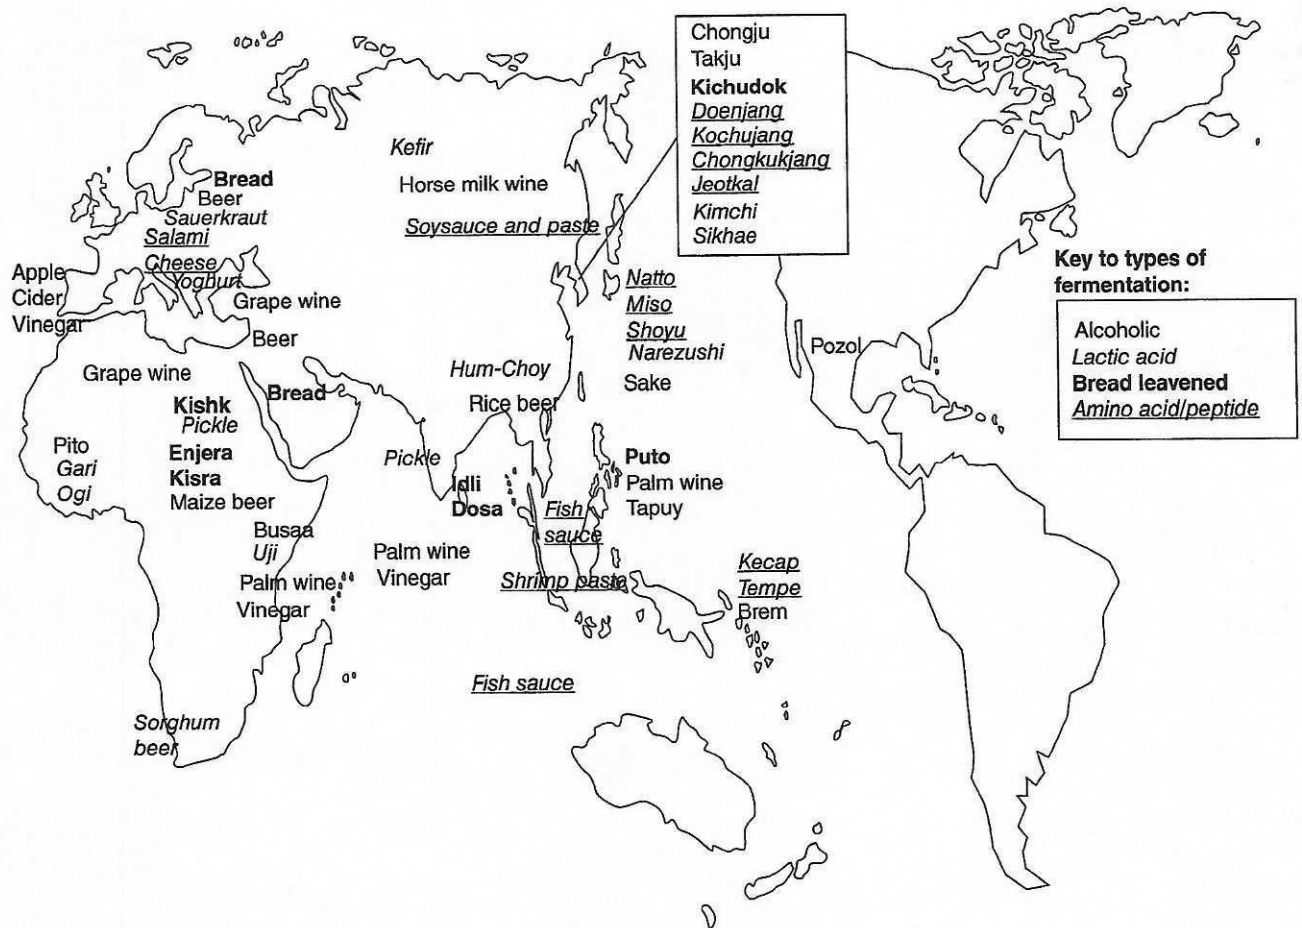 Chongju
Takju
Kichudok
Doenjang
Kochujang
Chongkukjang
Jeotkal
Kimchi
Sikhae
Kefir
Horse milk wine
Soysauce and paste
Bread
Beer
Sauerkraut
Salami
Cheese
Yoghurt
Apple
Cider
Vinegar
Grape wine
Beer
Grape wine
Bread
Kishk
Pickle
Enjera
Kisra
Maize beer
Pito
Gari
Ogi
Busaa
Uji
Palm wine
Vinegar
Sorghum
beer
Natto
Miso
Shoyu
Narezushi
Sake
Hum-Choy
Rice beer
Pickle
Idli
Dosa
Palm wine
Vinegar
Fish
sauce
Shrimp pasta
Puto
Palm wine
Tapuy
Kecap
Tempe
Brem
Fish sauce
Pozol
Key to types of
fermentation:
Alcoholic
Lactic acid
Bread leavened
Amino acid/peptide